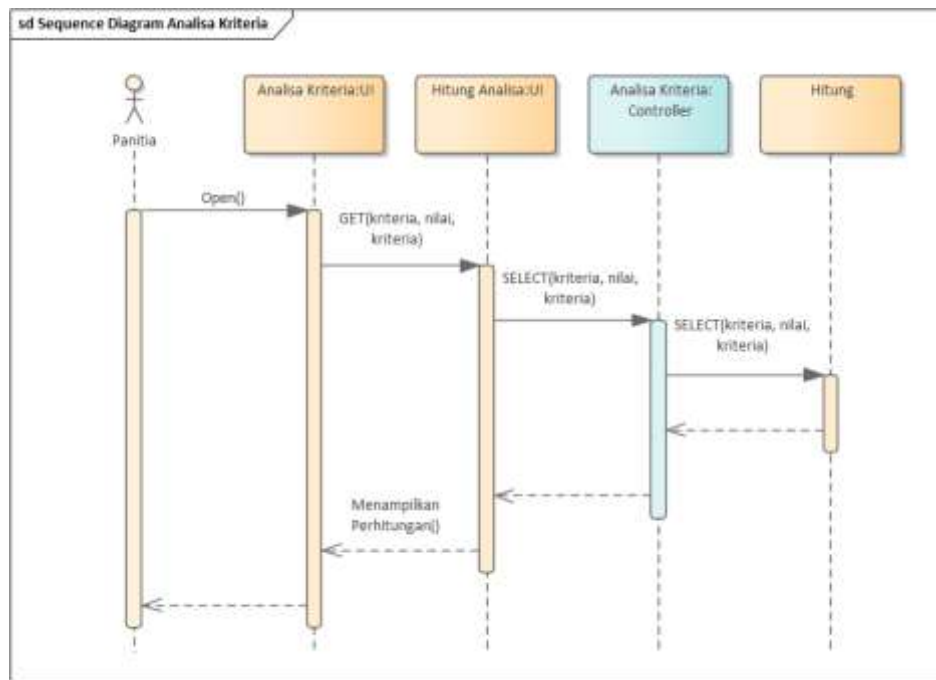 sd Sequence Diagram Analisa Kriteria
Panitia
Analisa Kriteria:UI
Hitung Analisa:UI
Analisa Kriteria:
Controller
Hitung
Open()
GET(kriteria, nilai,
kriteria)
SELECT(kriteria, nilai,
kriteria)
SELECT(kriteria, nilai,
kriteria)
Menampilkan
Perhitungan()